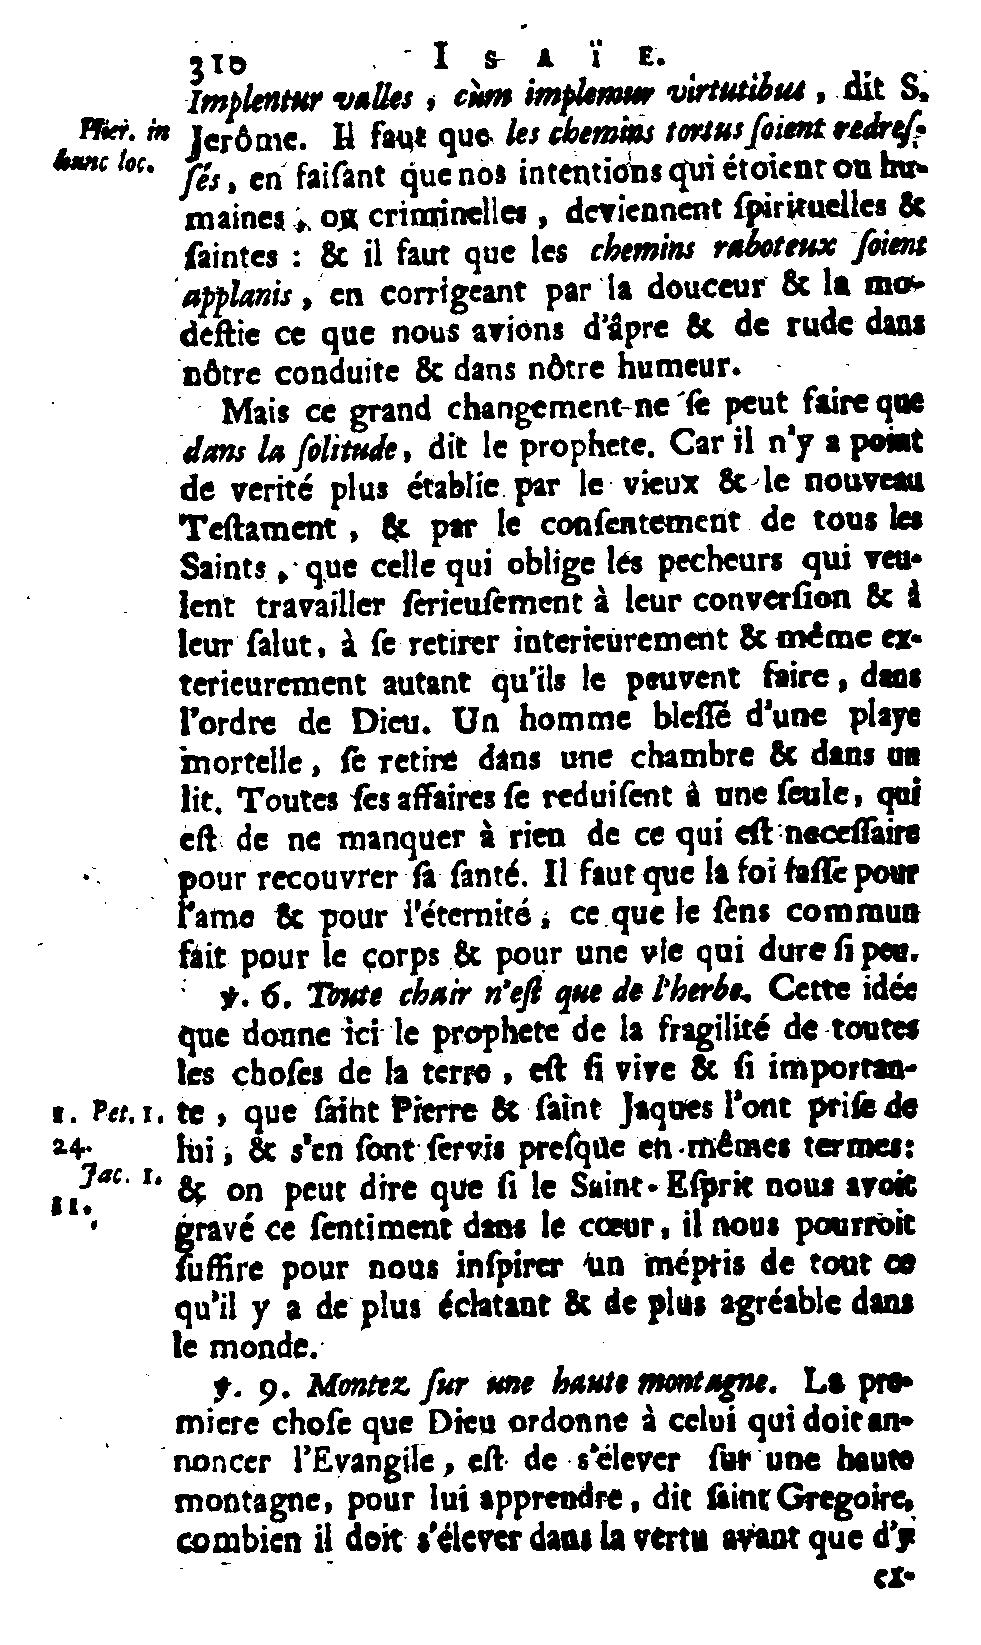 310 ISAÏE.
Implentur valles, cùm implemur virtutibus, dit S.
Hier. in
hunc loc.
Jerôme. Il faut que les chemins tortus ſoient redreſ-
ſés, en faiſant que nos intentions qui étoient ou hu-
maines, ou criminelles, deviennent ſpirituelles &
ſaintes : & il faut que les chemins raboteux ſoient
applanis, en corrigeant par la douceur & la mo-
deſtie ce que nous avions d'âpre & de rude dans
nôtre conduite & dans nôtre humeur.
Mais ce grand changement ne ſe peut faire que
dans la ſolitude, dit le prophete. Car il n'y a point
de verité plus établie par le vieux & le nouveau
Teſtament, & par le conſentement de tous les
Saints, que celle qui oblige les pecheurs qui veu-
lent travailler ſerieuſement à leur converſion & à
leur ſalut, à ſe retirer interieurement & même ex-
terieurement autant qu'ils le peuvent faire, dans
l'ordre de Dieu. Un homme bleſſé d'une playe
mortelle, ſe retire dans une chambre & dans un
lit. Toutes ſes affaires ſe reduiſent à une ſeule, qui
eſt de ne manquer à rien de ce qui eſt neceſſaire
pour recouvrer ſa ſanté. Il faut que la foi faſſe pour
l'ame & pour l'éternité, ce que le ſens commun
fait pour le corps & pour une vie qui dure ſi peu.
℣. 6. Toute chair n'eſt que de l'herbe. Cette idée
que donne ici le prophete de la fragilité de toutes
les choſes de la terre, eſt ſi vive & ſi importan-
1. Pet. 1.
24.
Jac. 1.
11.
te, que ſaint Pierre & ſaint Jaques l'ont priſe de
lui, & s'en ſont ſervis preſque en mêmes termes:
& on peut dire que ſi le Saint-Eſprit nous avoit
gravé ce ſentiment dans le cœur, il nous pourroit
ſuffire pour nous inſpirer un mépris de tout ce
qu'il y a de plus éclatant & de plus agréable dans
le monde.
℣. 9. Montez ſur une haute montagne. La pre-
miere choſe que Dieu ordonne à celui qui doit an-
noncer l'Evangile, eſt de s'élever ſur une haute
montagne, pour lui apprendre, dit ſaint Gregoire,
combien il doit s'élever dans la vertu avant que d'y
ex-